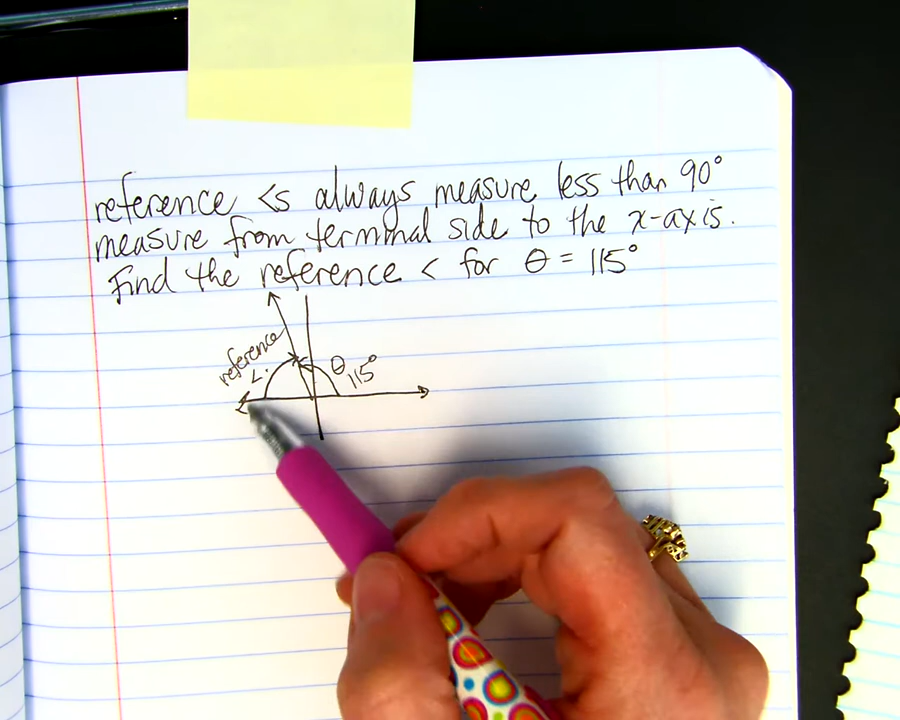 reference <s always measure less than 90°
measure from terminal side to the x-axis.
Find the reference < for θ = 115°
reference
<.
θ
115°